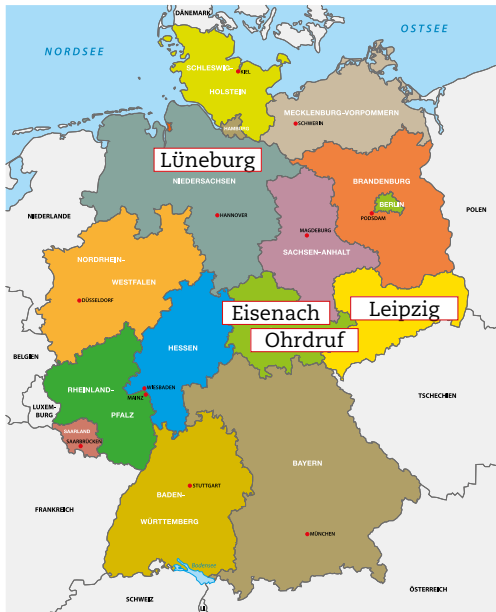 DÄNEMARK
NORDSEE
OSTSEE
SCHLESWIG–
KIEL
HOLSTEIN
MECKLENBURG-VORPOMMERN
SCHWERIN
HAMBURG
Lüneburg
NIEDERSACHSEN
BRANDENBURG
BERLIN
PODSDAM
POLEN
NIEDERLANDE
HANNOVER
MAGDEBURG
SACHSEN-ANHALT
NORDRHEIN–
WESTFALEN
DÜSSELDORF
Eisenach
Leipzig
Ohrdruf
HESSEN
BELGIEN
RHEINLAND–
PFALZ
WIESBADEN
MAINZ
TSCHECHIEN
LUXEM-
BURG
SAARLAND
SAARBRÜCKEN
BAYERN
STUTTGART
BADEN–
WÜRTTEMBERG
FRANKREICH
MÜNCHEN
Bodensee
SCHWEIZ
ÖSTERREICH